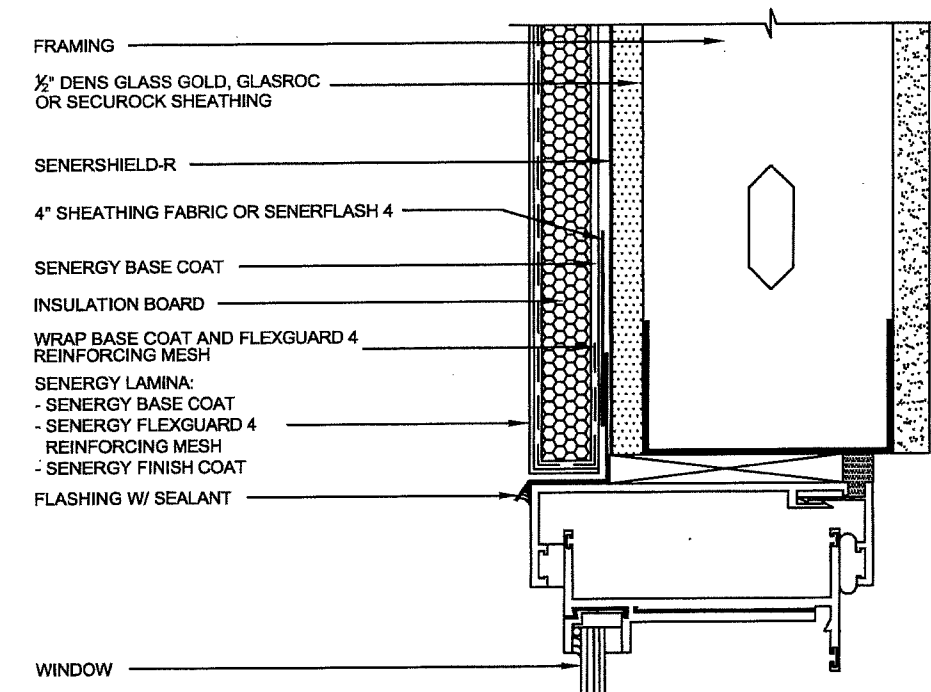 FRAMING
½" DENS GLASS GOLD, GLASROC
OR SECUROCK SHEATHING
SENERSHIELD-R
4" SHEATHING FABRIC OR SENERFLASH 4
SENERGY BASE COAT
INSULATION BOARD
WRAP BASE COAT AND FLEXGUARD 4
REINFORCING MESH
SENERGY LAMINA:
- SENERGY BASE COAT
- SENERGY FLEXGUARD 4
REINFORCING MESH
- SENERGY FINISH COAT
FLASHING W/ SEALANT
WINDOW